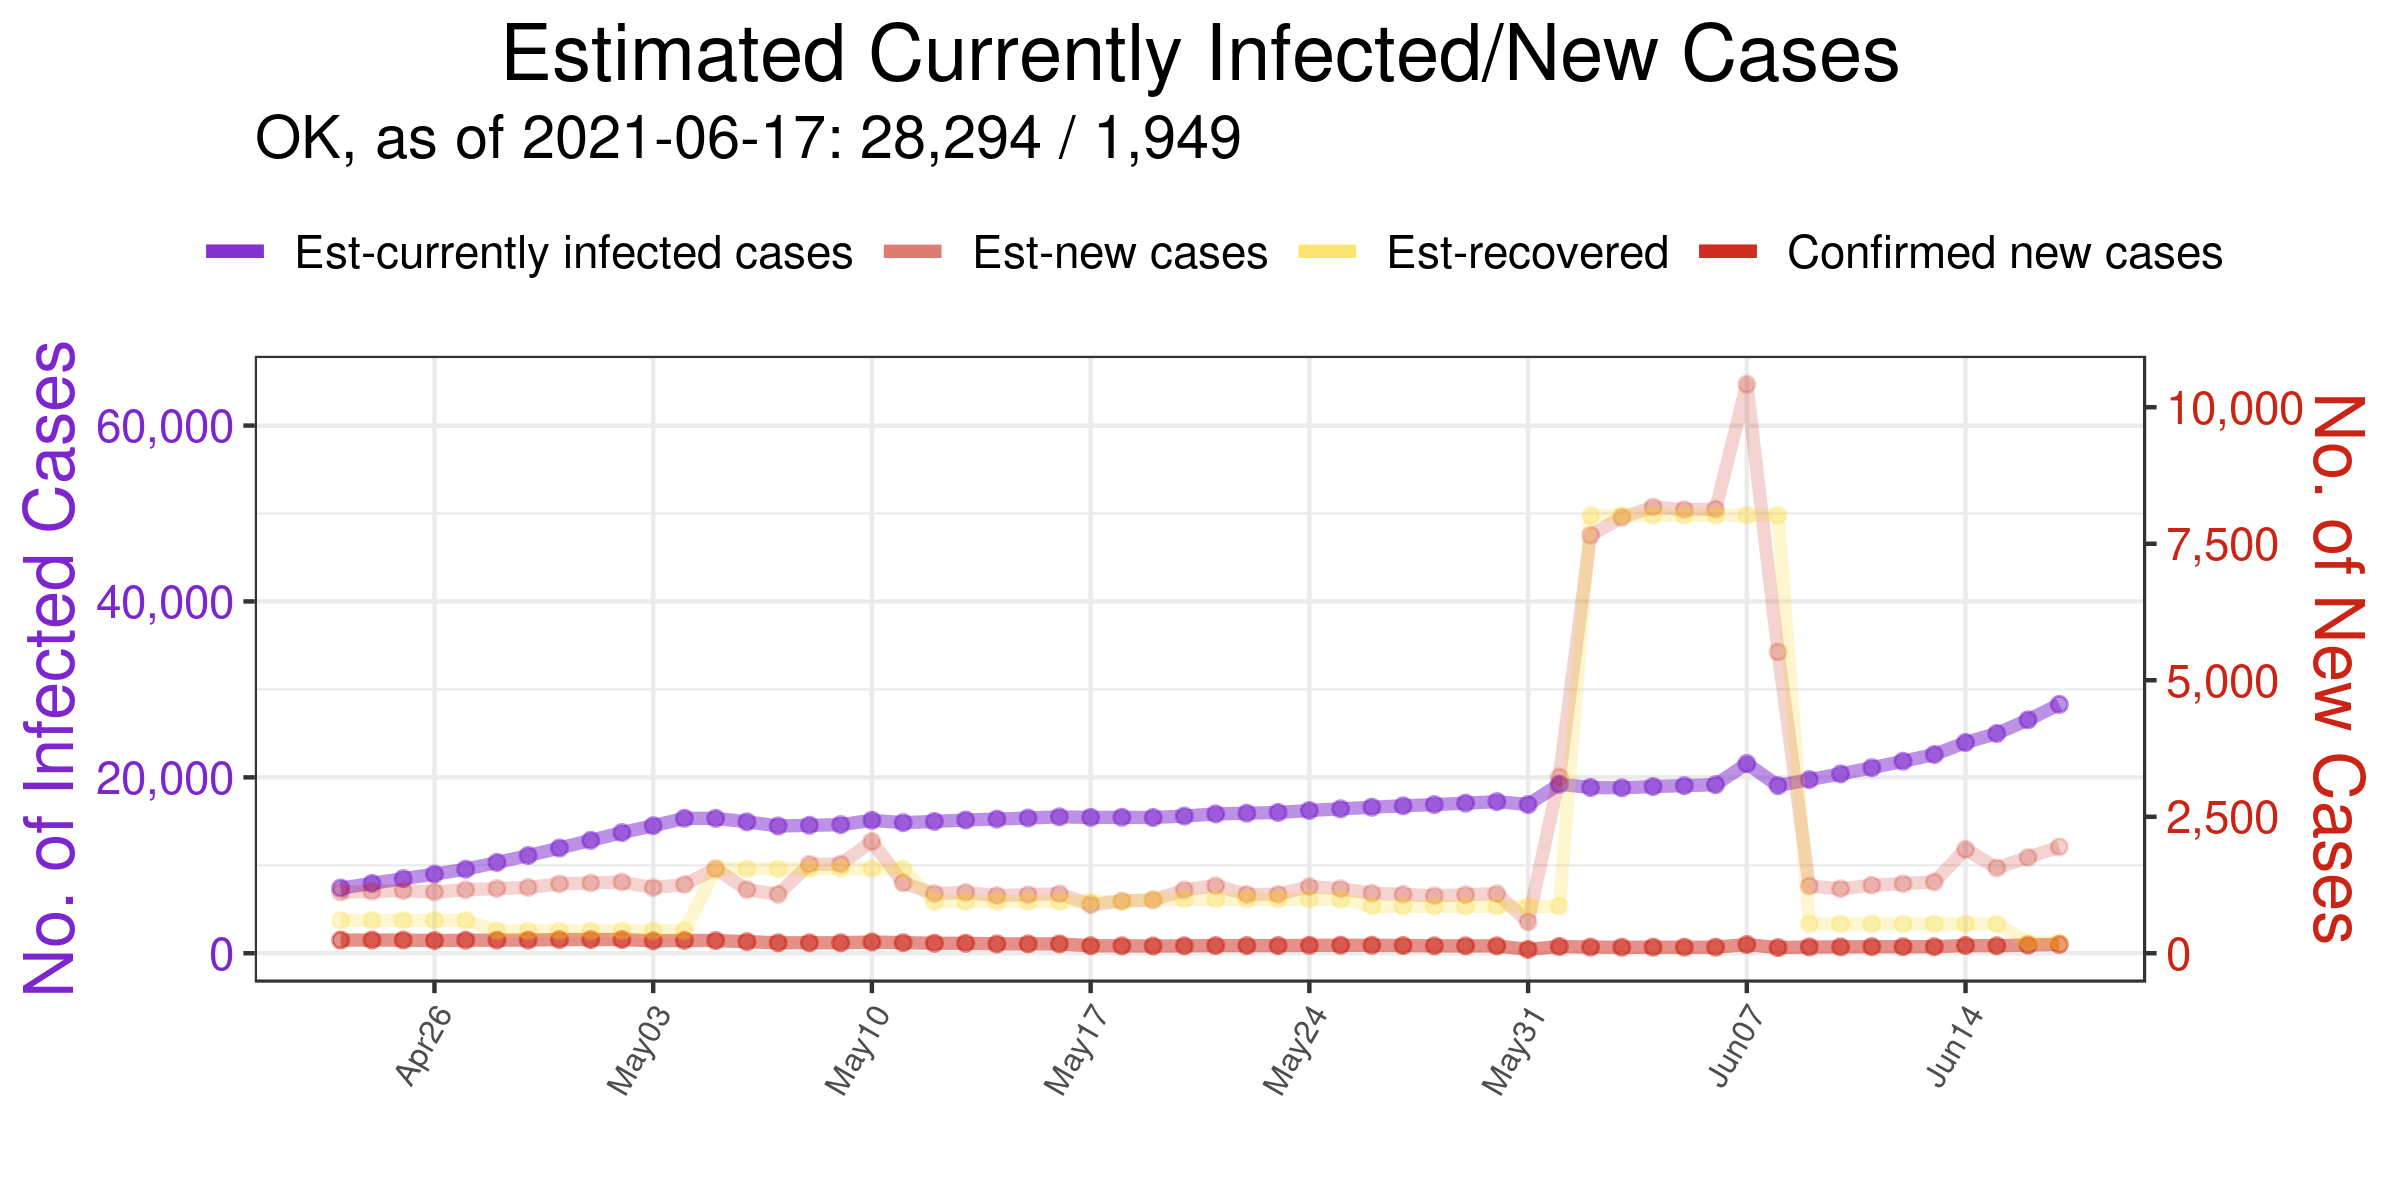 Estimated Currently Infected/New Cases
OK, as of 2021-06-17: 28,294 / 1,949
Est-currently infected cases Est-new cases Est-recovered Confirmed new cases
No. of Infected Cases
60,000
40,000
20,000
0
10,000
7,500
5,000
2,500
0
No. of New Cases
Apr26 May03 May10 May17 May24 May31 Jun07 Jun14